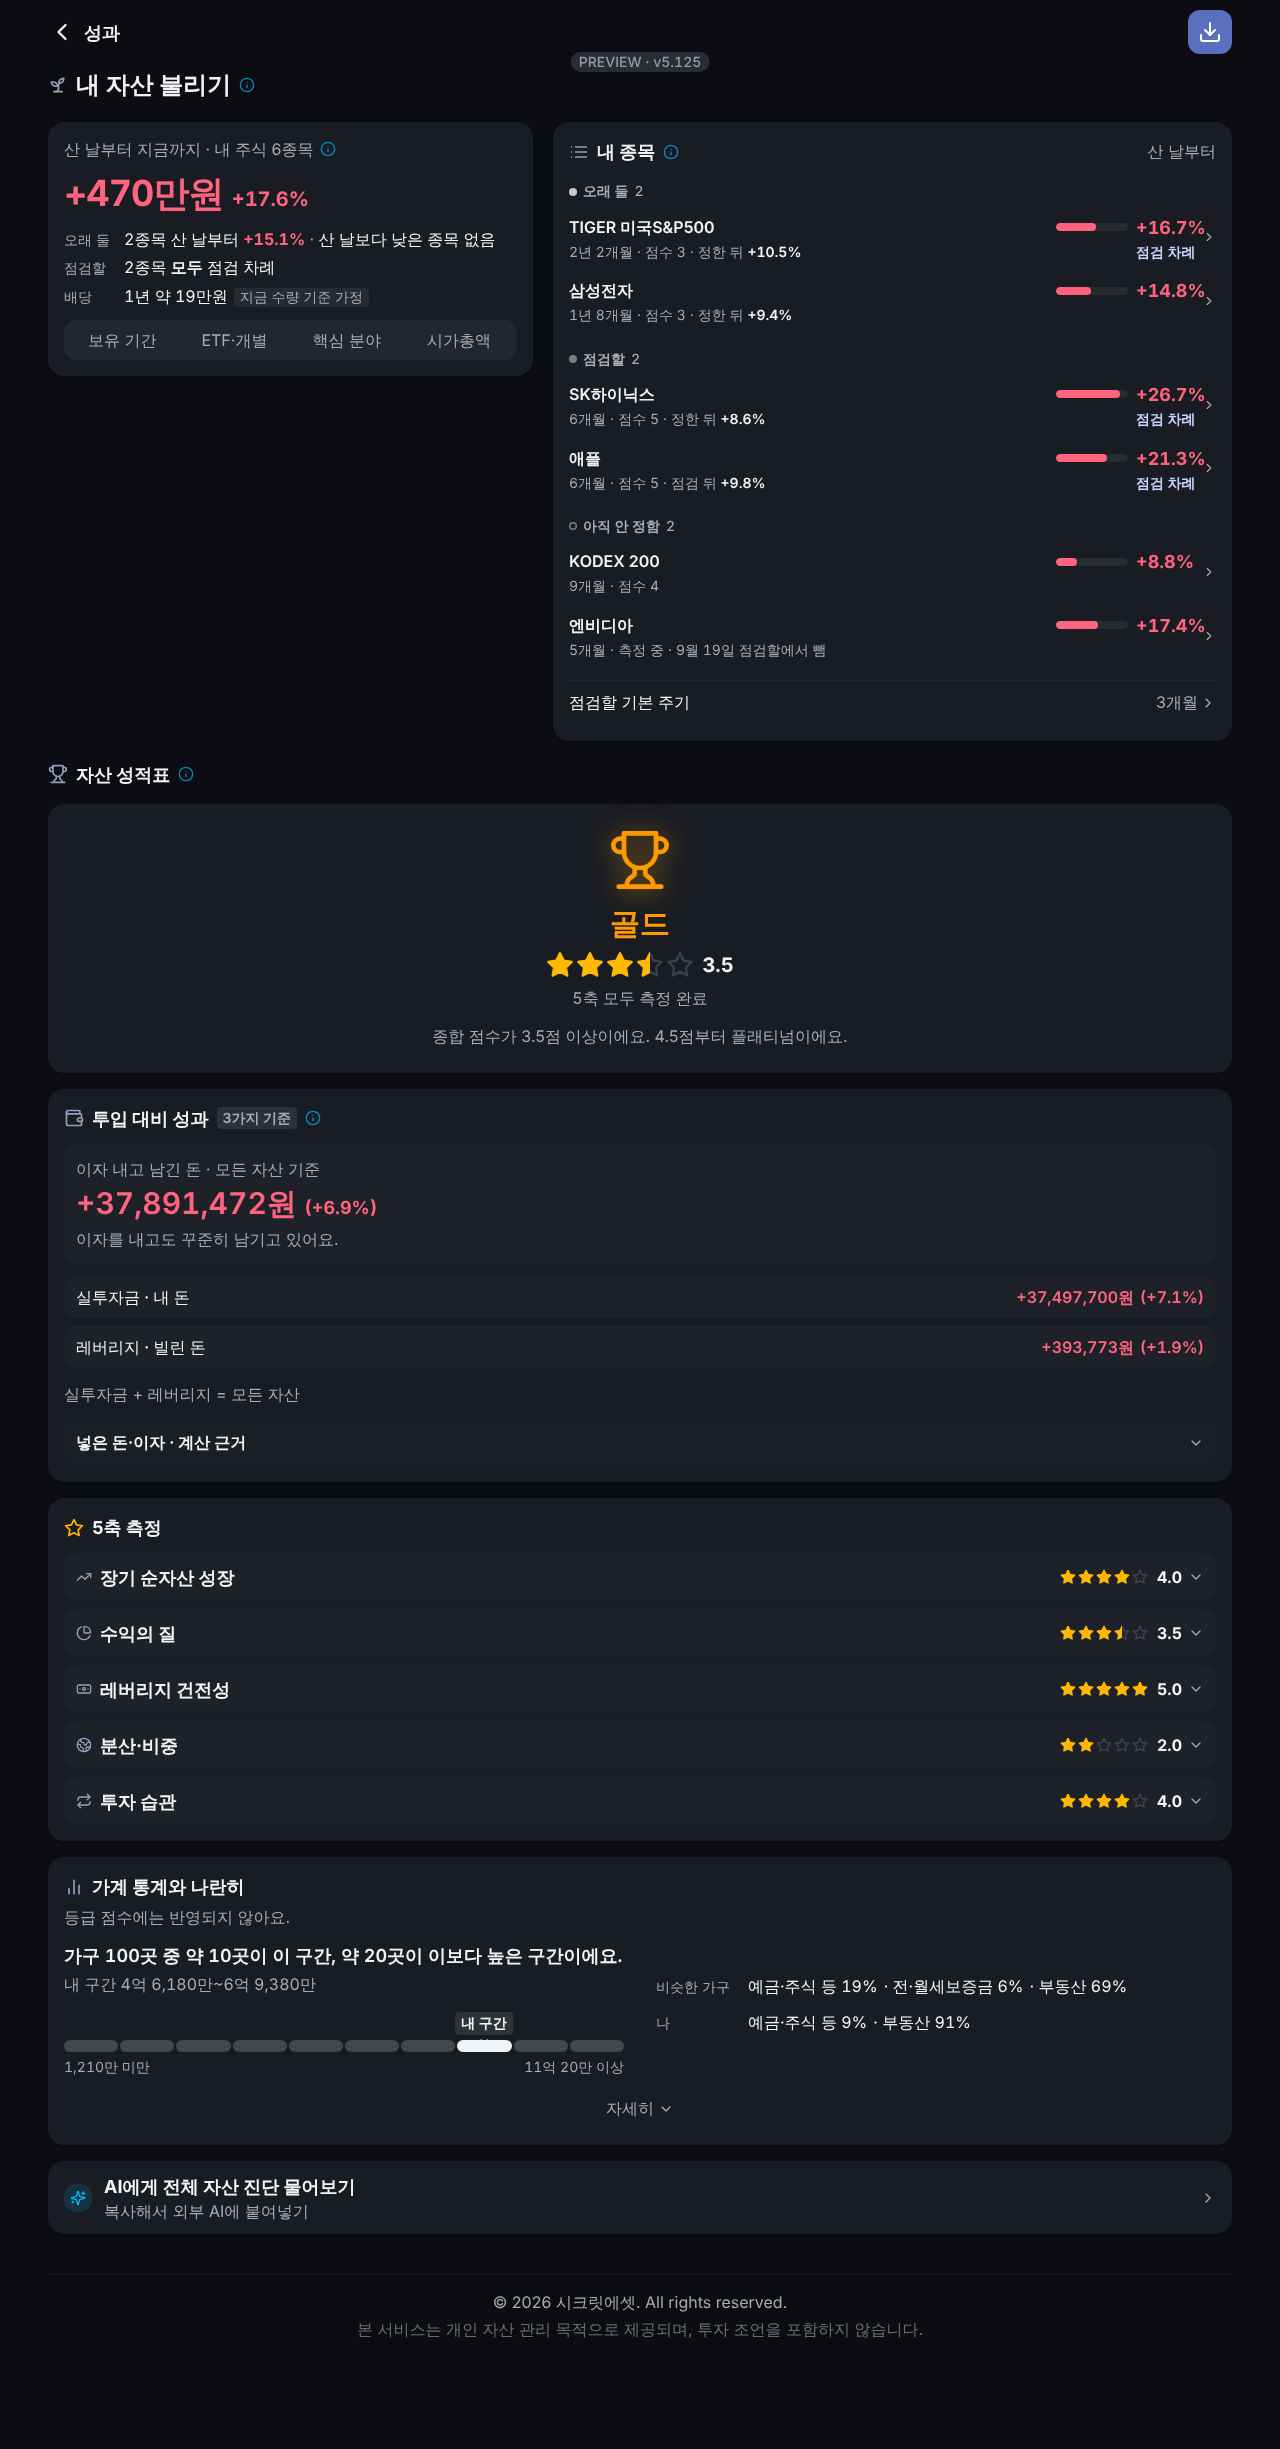 성과
PREVIEW · v5.125
내 자산 불리기
산 날부터 지금까지 · 내 주식 6종목
+470만원 +17.6%
오래 둘 2종목 산 날부터 +15.1% · 산 날보다 낮은 종목 없음
점검할 2종목 모두 점검 차례
배당 1년 약 19만원 지금 수량 기준 가정
보유 기간 ETF·개별 핵심 분야 시가총액
내 종목 산 날부터
오래 둘 2
TIGER 미국S&P500 +16.7%
2년 2개월 · 점수 3 · 정한 뒤 +10.5% 점검 차례
삼성전자 +14.8%
1년 8개월 · 점수 3 · 정한 뒤 +9.4%
점검할 2
SK하이닉스 +26.7%
6개월 · 점수 5 · 정한 뒤 +8.6% 점검 차례
애플 +21.3%
6개월 · 점수 5 · 점검 뒤 +9.8% 점검 차례
아직 안 정함 2
KODEX 200 +8.8%
9개월 · 점수 4
엔비디아 +17.4%
5개월 · 측정 중 · 9월 19일 점검할에서 뺌
점검할 기본 주기 3개월
자산 성적표
골드
3.5
5축 모두 측정 완료
종합 점수가 3.5점 이상이에요. 4.5점부터 플래티넘이에요.
투입 대비 성과 3가지 기준
이자 내고 남긴 돈 · 모든 자산 기준
+37,891,472원 (+6.9%)
이자를 내고도 꾸준히 남기고 있어요.
실투자금 · 내 돈 +37,497,700원 (+7.1%)
레버리지 · 빌린 돈 +393,773원 (+1.9%)
실투자금 + 레버리지 = 모든 자산
넣은 돈·이자 · 계산 근거
5축 측정
장기 순자산 성장 4.0
수익의 질 3.5
레버리지 건전성 5.0
분산·비중 2.0
투자 습관 4.0
가계 통계와 나란히
등급 점수에는 반영되지 않아요.
가구 100곳 중 약 10곳이 이 구간, 약 20곳이 이보다 높은 구간이에요.
내 구간 4억 6,180만~6억 9,380만
내 구간
1,210만 미만 11억 20만 이상
비슷한 가구 예금·주식 등 19% · 전·월세보증금 6% · 부동산 69%
나 예금·주식 등 9% · 부동산 91%
자세히
AI에게 전체 자산 진단 물어보기
복사해서 외부 AI에 붙여넣기
© 2026 시크릿에셋. All rights reserved.
본 서비스는 개인 자산 관리 목적으로 제공되며, 투자 조언을 포함하지 않습니다.